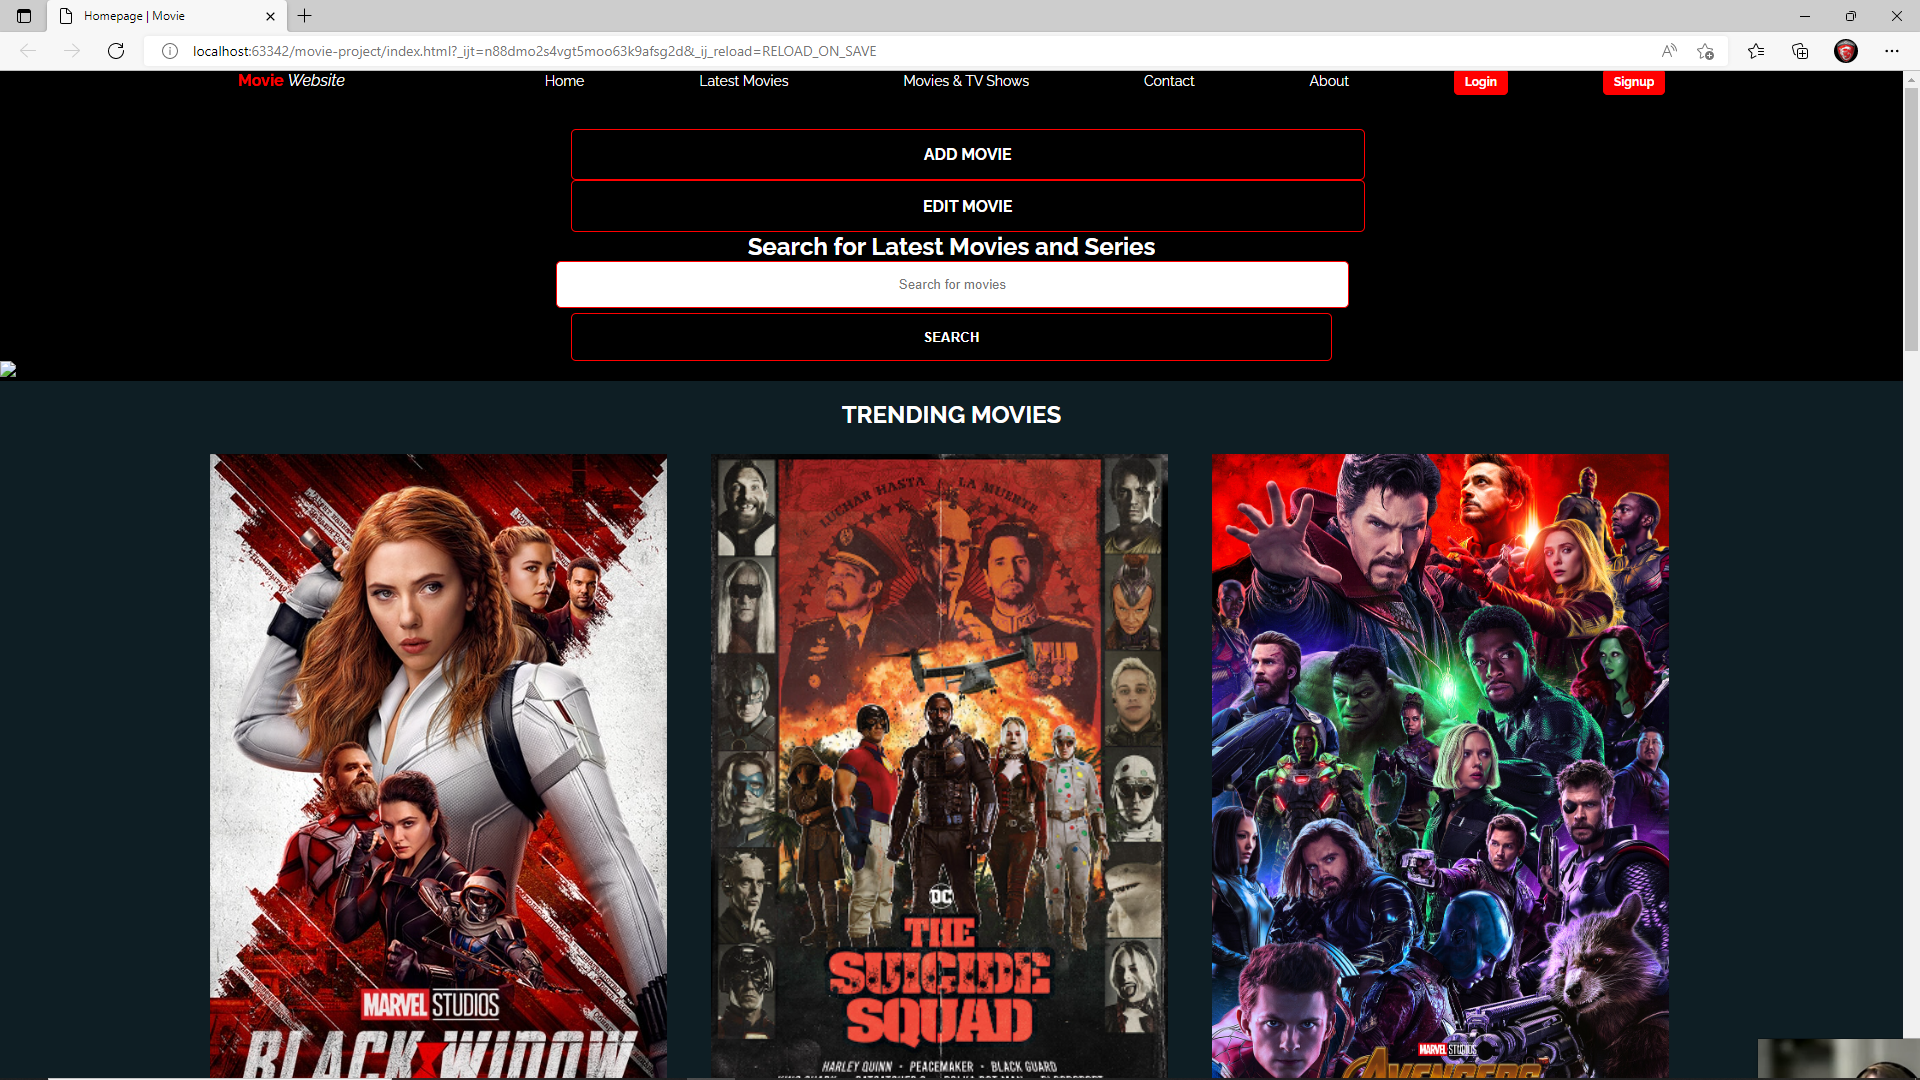 Homepage | Movie
localhost:63342/movie-project/index.html?_ijt=n88dmo2s4vgt5moo63k9afsg2d&_ij_reload=RELOAD_ON_SAVE
Movie Website Home Latest Movies Movies & TV Shows Contact About Login Signup
ADD MOVIE
EDIT MOVIE
Search for Latest Movies and Series
Search for movies
SEARCH
TRENDING MOVIES
MARVEL STUDIOS
BLACK WIDOW
LUCHAR HASTA LA MUERTE
DC
THE
SUICIDE
SQUAD
HARLEY QUINN • PEACEMAKER • BLACK GUARD
MARVEL STUDIOS
AVENGERS